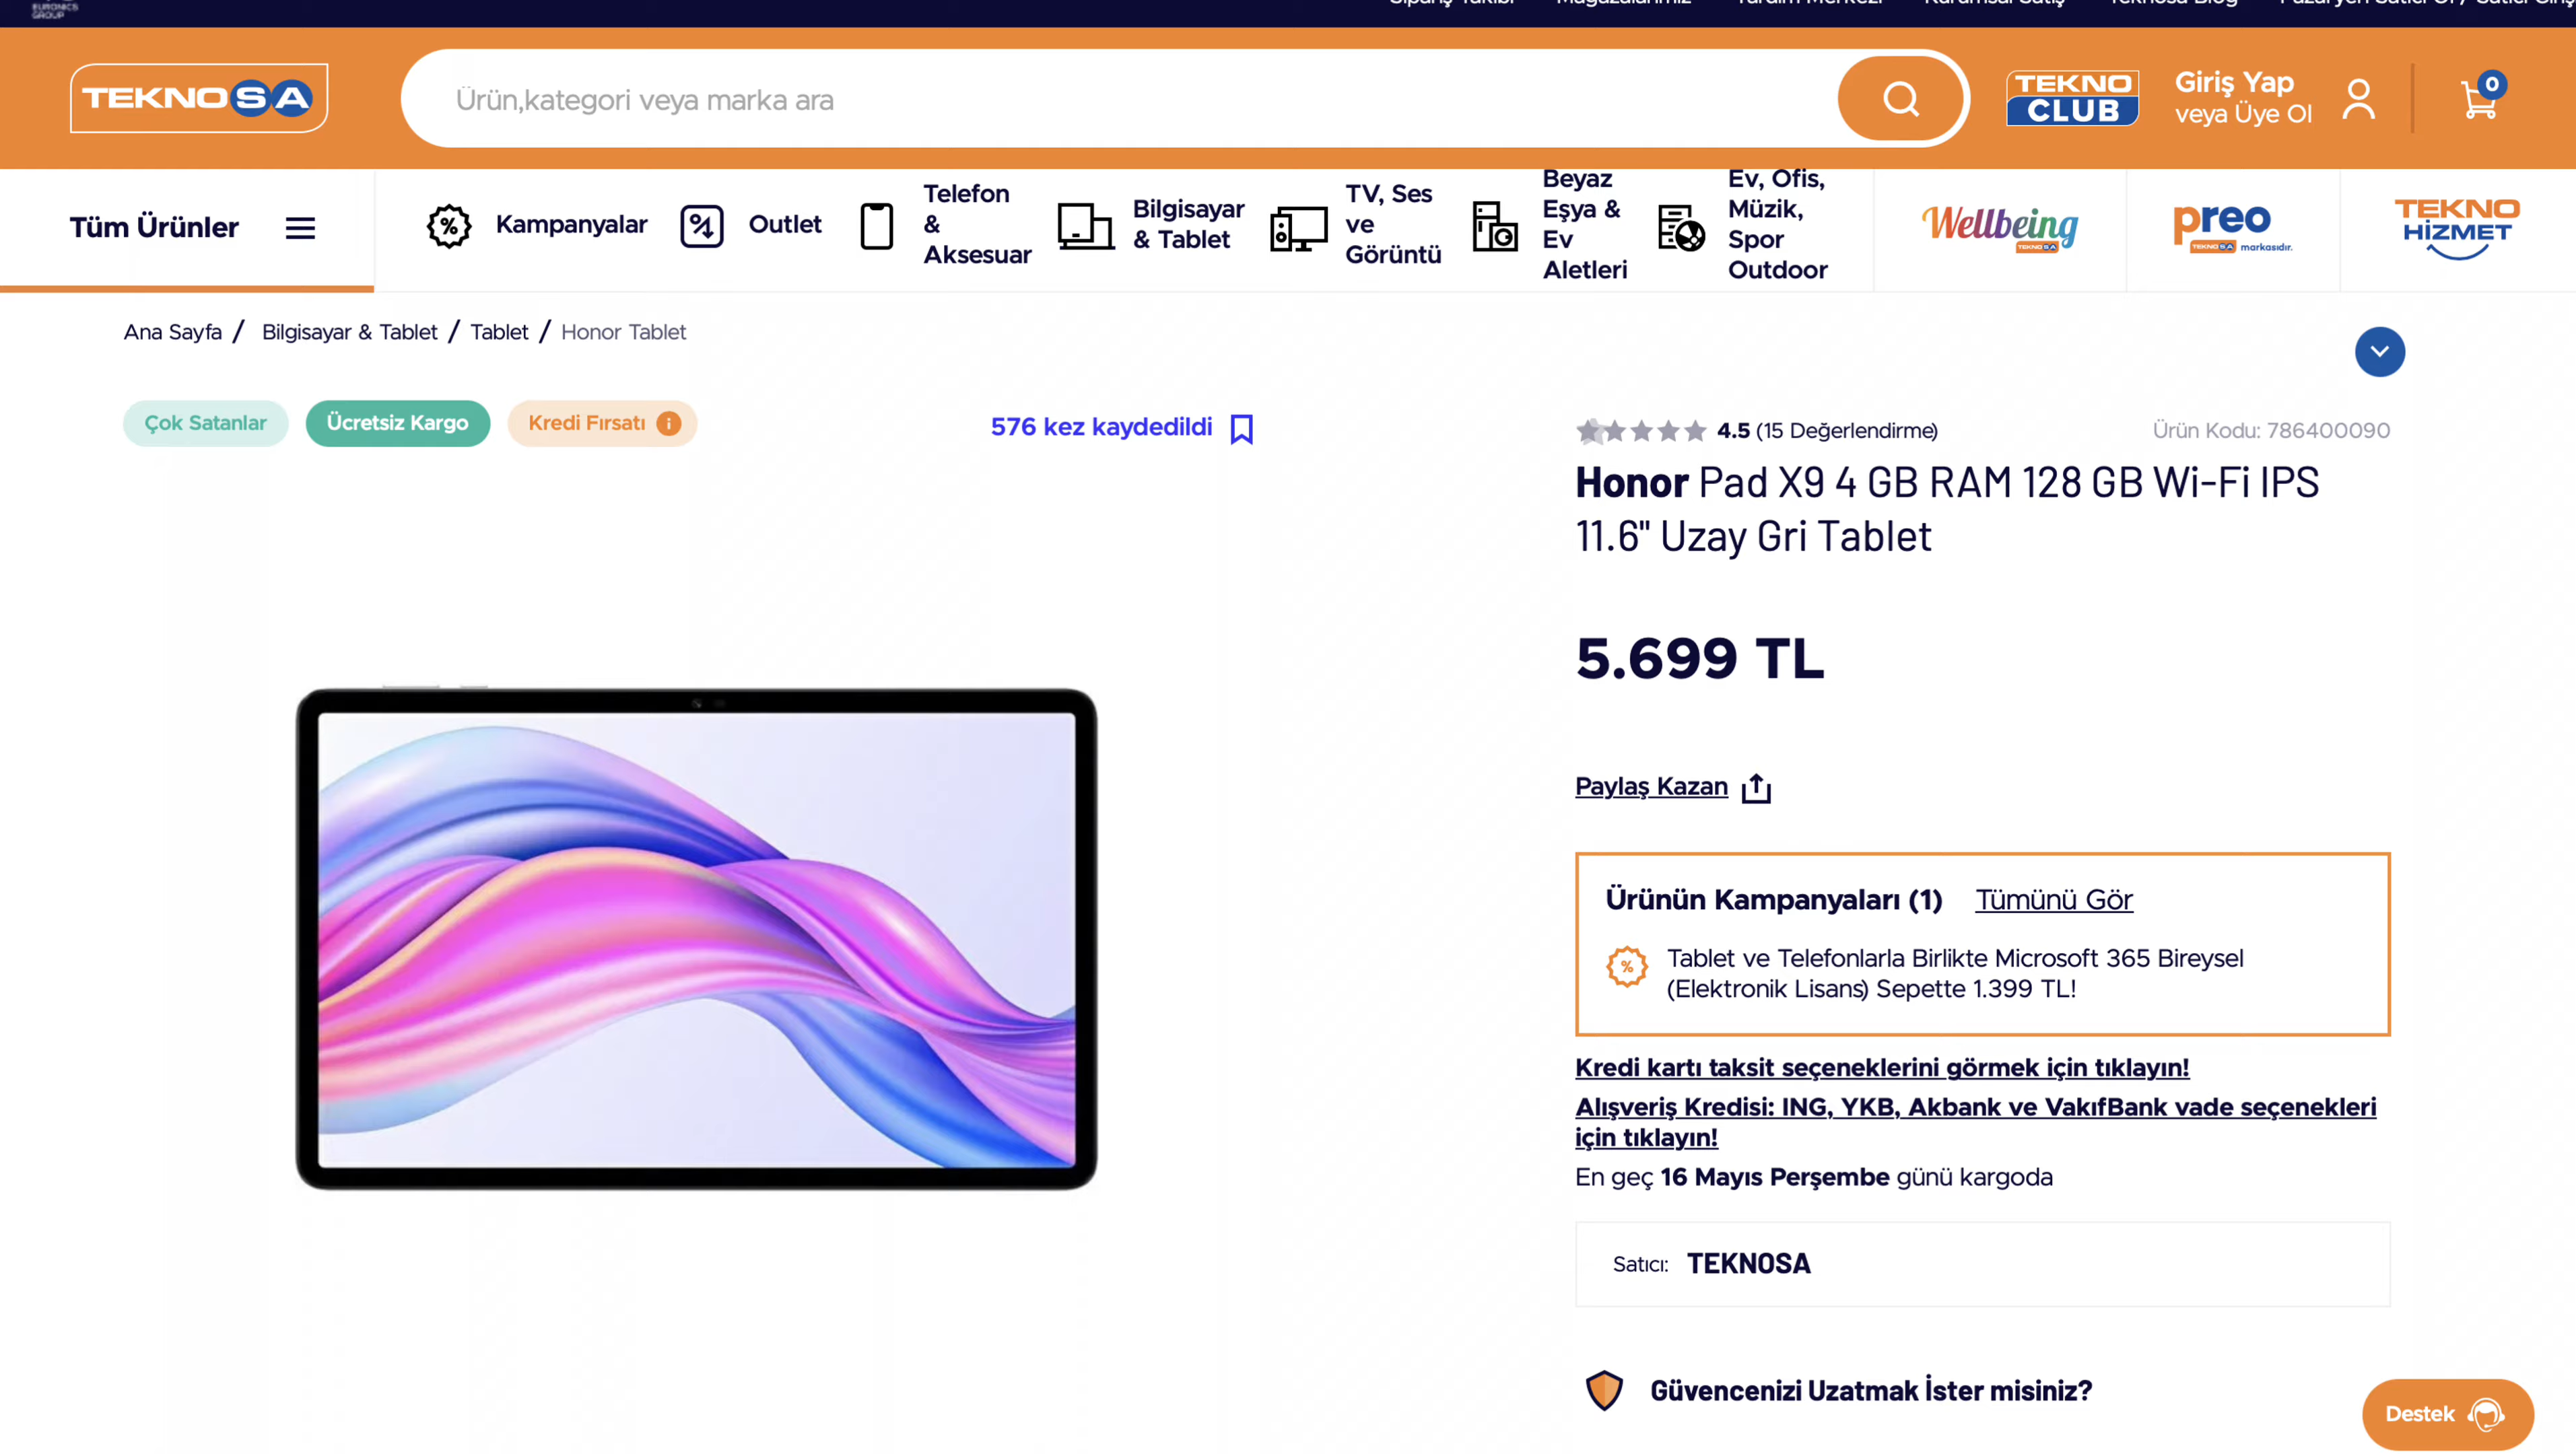 EURONICS
GROUP
TEKNOSA
Ürün,kategori veya marka ara
TEKNO
CLUB
Giriş Yap
veya Üye Ol
0
Tüm Ürünler
Kampanyalar
Outlet
Telefon
&
Aksesuar
Bilgisayar
& Tablet
TV, Ses
ve
Görüntü
Beyaz
Eşya &
Ev
Aletleri
Ev, Ofis,
Müzik,
Spor
Outdoor
Wellbeing
TEKNOSA
preo
TEKNOSA markasıdır.
TEKNO
HİZMET
Ana Sayfa / Bilgisayar & Tablet / Tablet / Honor Tablet
Çok Satanlar
Ücretsiz Kargo
Kredi Fırsatı i
576 kez kaydedildi
4.5 (15 Değerlendirme)
Ürün Kodu: 786400090
Honor Pad X9 4 GB RAM 128 GB Wi-Fi IPS
11.6" Uzay Gri Tablet
5.699 TL
Paylaş Kazan
Ürünün Kampanyaları (1) Tümünü Gör
% Tablet ve Telefonlarla Birlikte Microsoft 365 Bireysel
(Elektronik Lisans) Sepette 1.399 TL!
Kredi kartı taksit seçeneklerini görmek için tıklayın!
Alışveriş Kredisi: ING, YKB, Akbank ve VakıfBank vade seçenekleri
için tıklayın!
En geç 16 Mayıs Perşembe günü kargoda
Satıcı: TEKNOSA
Güvencenizi Uzatmak İster misiniz?
Destek